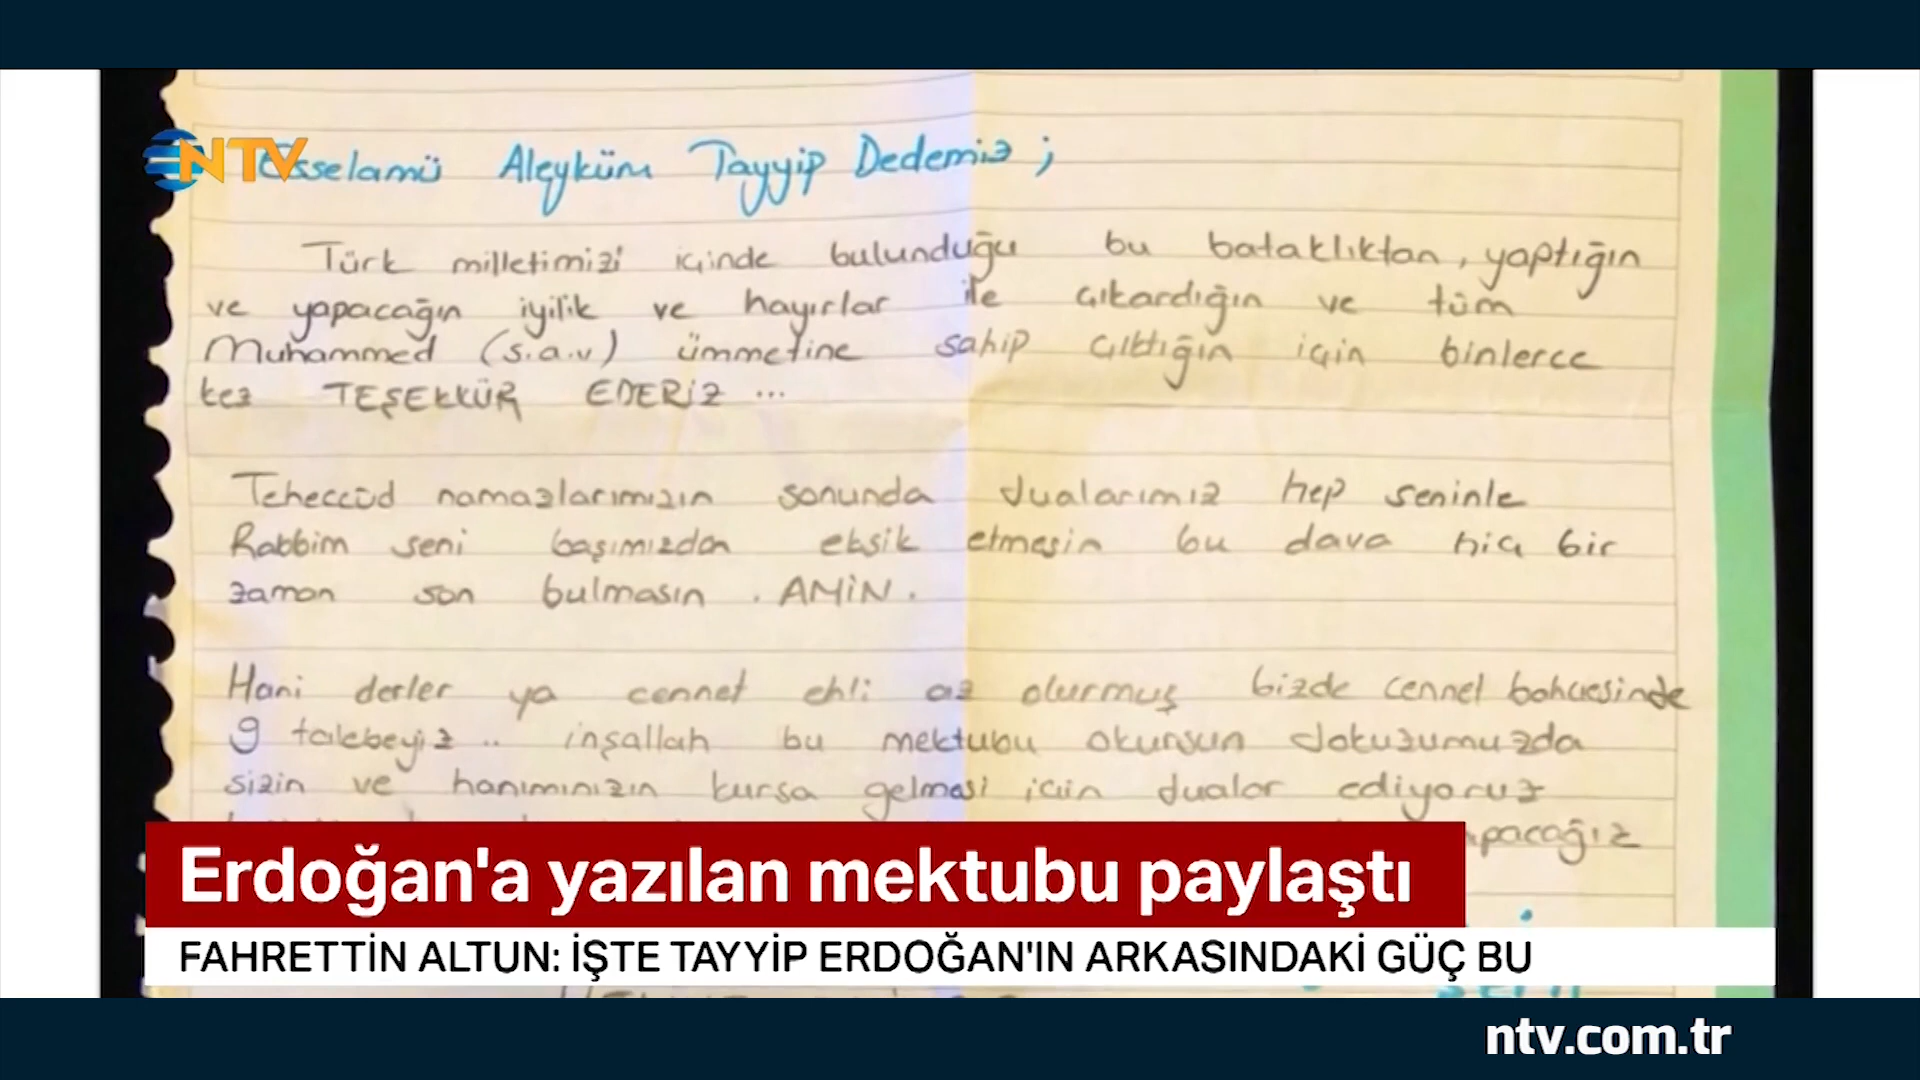 NTV
Esselamü Aleyküm Tayyip Dedemiz ;
Türk milletimizi içinde bulunduğu bu bataklıktan, yaptığın
ve yapacağın iyilik ve hayırlar ile çıkardığın ve tüm
Muhammed (s.a.v) ümmetine sahip çıktığın için binlerce
kez TEŞEKKÜR EDERİZ ...
Teheccüd namazlarımızın sonunda dualarımız hep seninle
Rabbim seni başımızdan eksik etmesin bu dava hiç bir
zaman son bulmasın . AMİN .
Hani derler ya cennet ehli az olurmuş bizde cennet bahçesinde
9 talebeyiz .. inşallah bu mektubu okursun dokuzumuzda
sizin ve hanımınızın kursa gelmesi için dualar ediyoruz
Erdoğan'a yazılan mektubu paylaştı
FAHRETTİN ALTUN: İŞTE TAYYİP ERDOĞAN'IN ARKASINDAKİ GÜÇ BU
ntv.com.tr